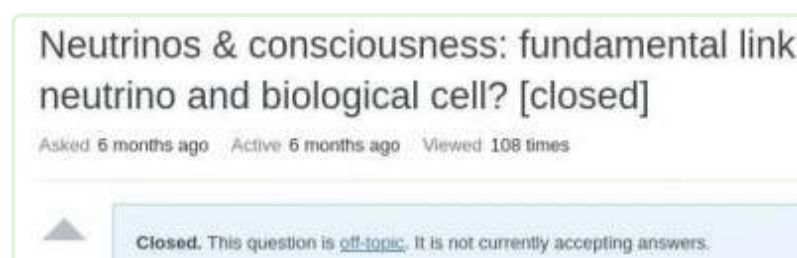 Neutrinos & consciousness: fundamental link
neutrino and biological cell? [closed]
Asked 6 months ago Active 6 months ago Viewed 108 times
Closed. This question is off-topic. It is not currently accepting answers.